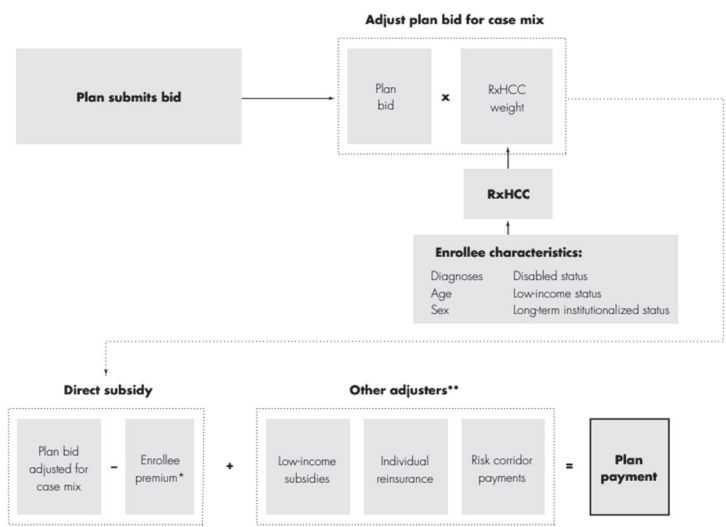 Adjust plan bid for case mix
Plan submits bid
Plan
bid
x
RxHCC
weight
RxHCC
Enrollee characteristics:
Diagnoses Disabled status
Age Low-income status
Sex Long-term institutionalized status
Direct subsidy
Other adjusters**
Plan bid
adjusted for
case mix
–
Enrollee
premium*
+
Low-income
subsidies
Individual
reinsurance
Risk corridor
payments
=
Plan
payment